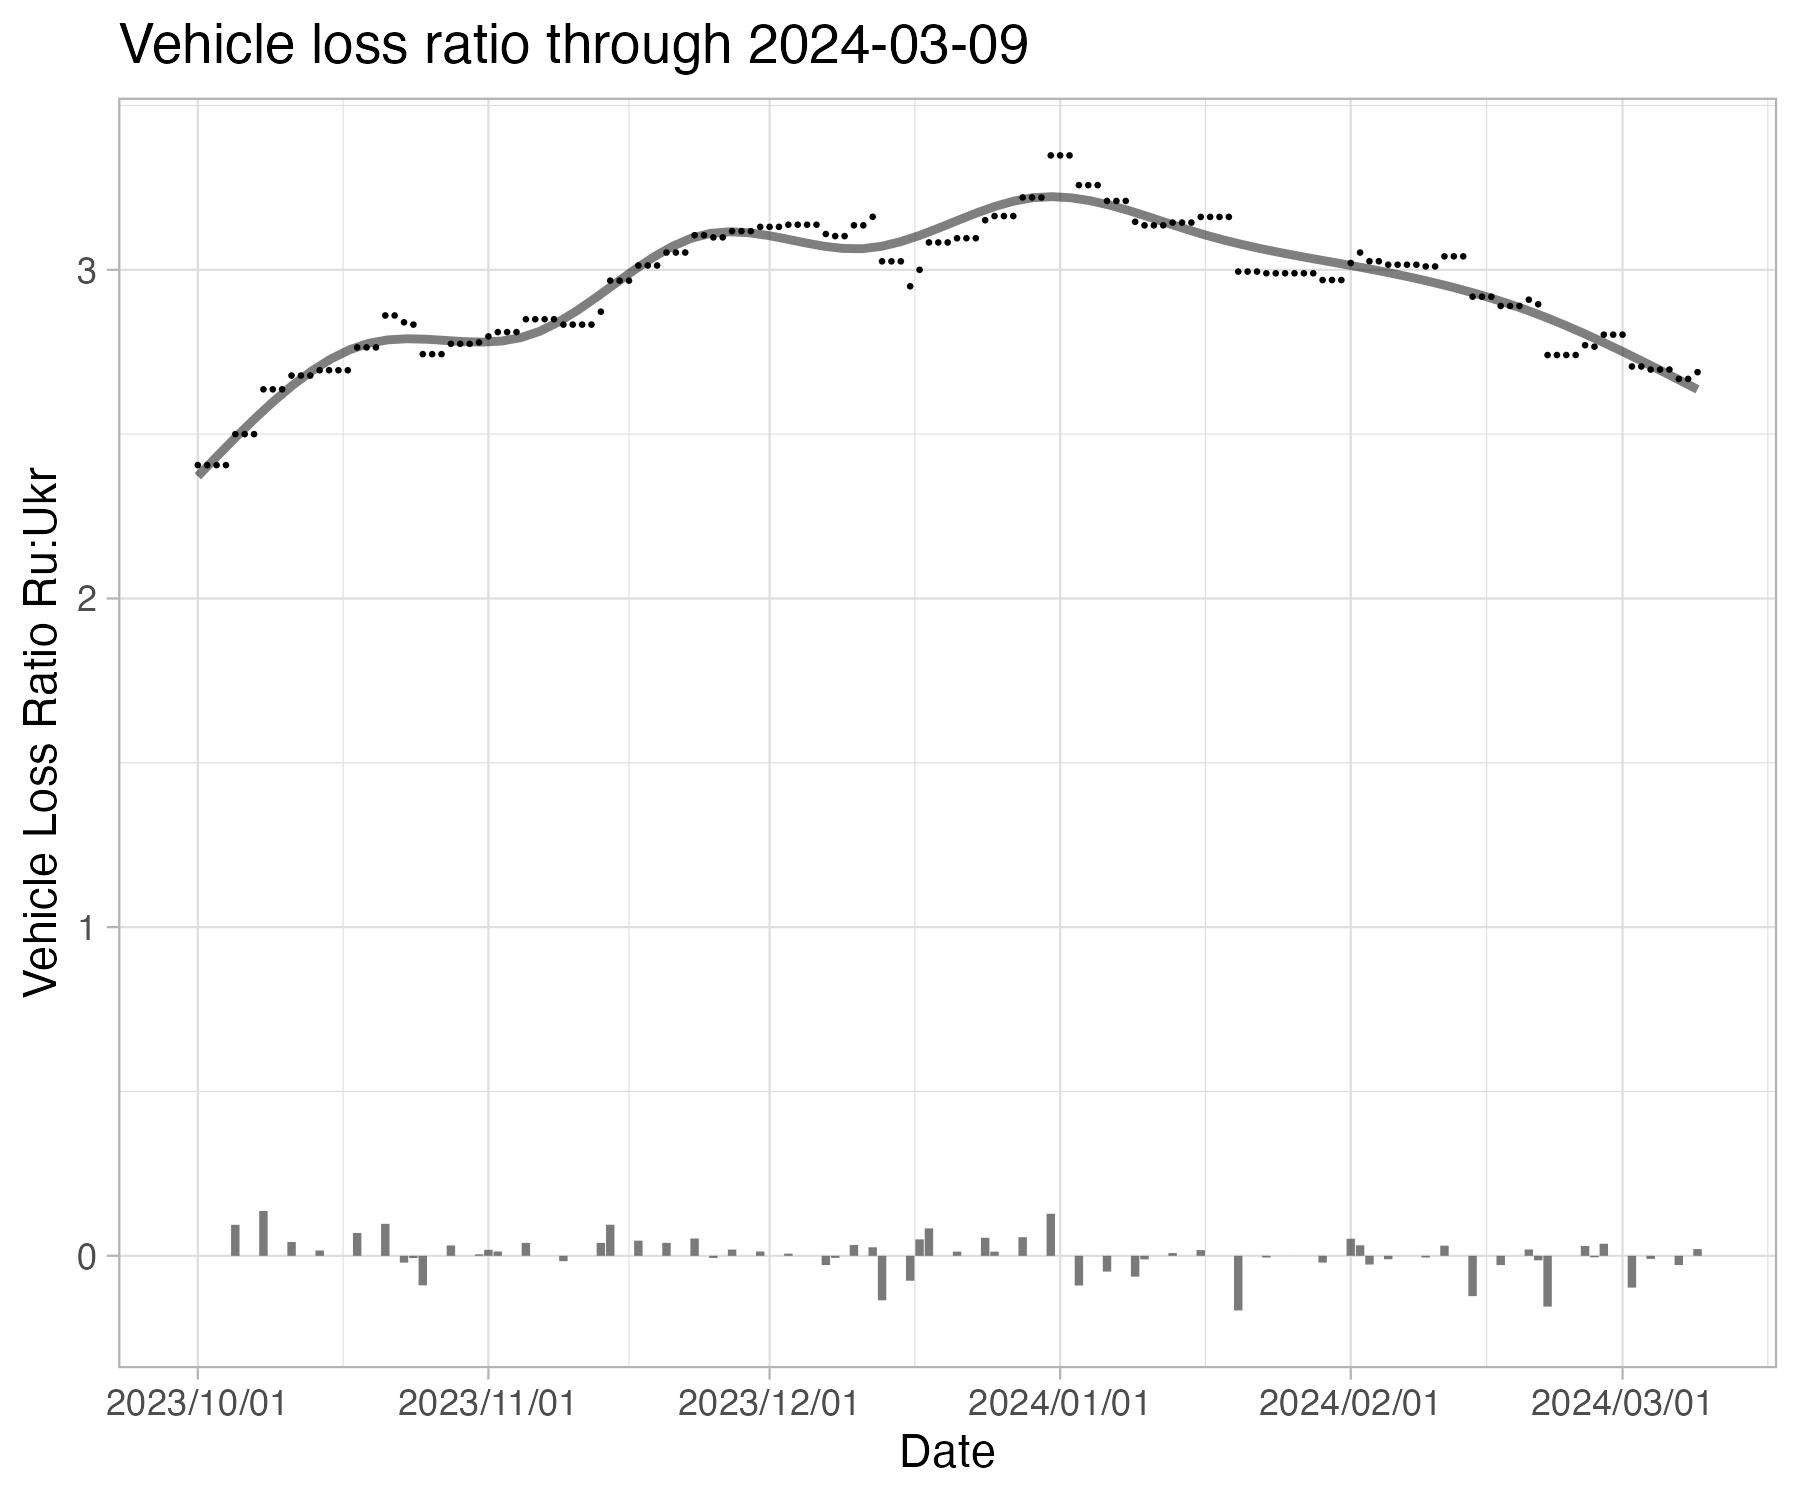 Vehicle loss ratio through 2024-03-09
Vehicle Loss Ratio Ru:Ukr
3
2
1
0
2023/10/01 2023/11/01 2023/12/01 2024/01/01 2024/02/01 2024/03/01
Date